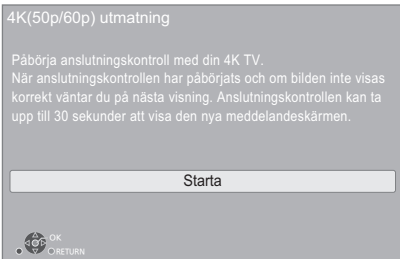 4K(50p/60p) utmatning
Påbörja anslutningskontroll med din 4K TV.
När anslutningskontrollen har påbörjats och om bilden inte visas
korrekt väntar du på nästa visning. Anslutningskontrollen kan ta
upp till 30 sekunder att visa den nya meddelandeskärmen.
Starta
OK
RETURN